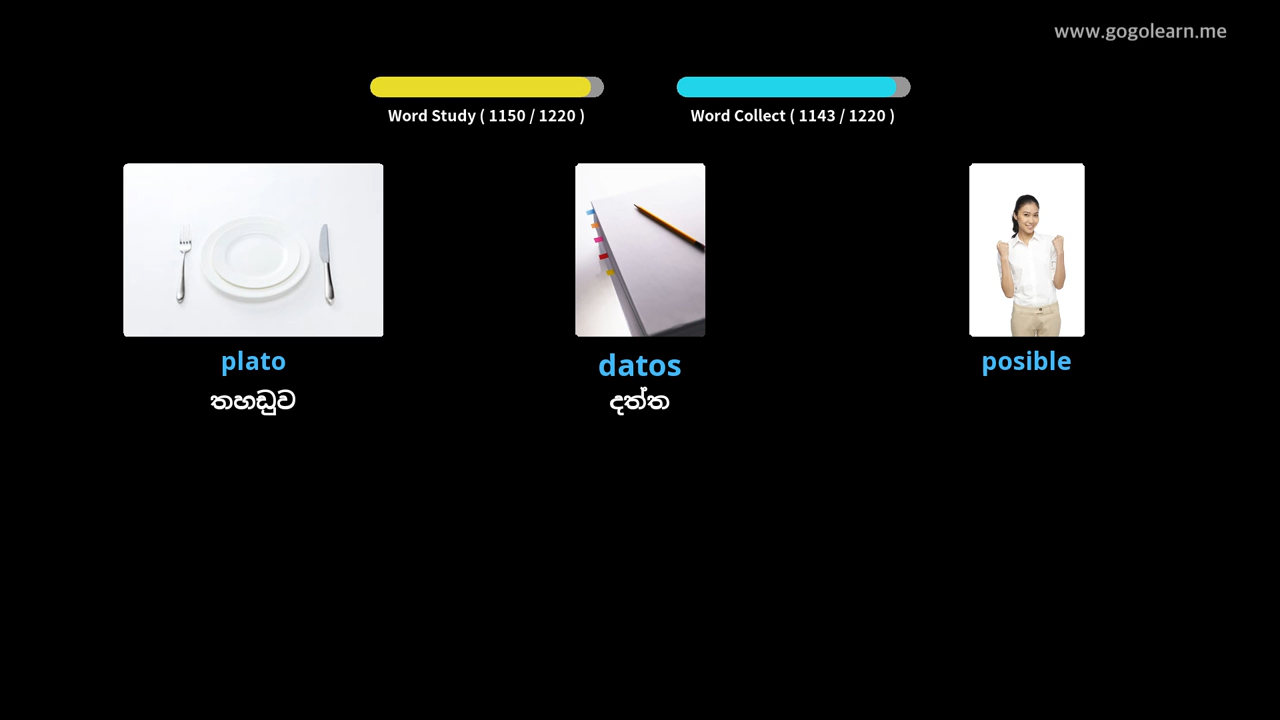 www.gogolearn.me
Word Study ( 1150 / 1220 )
Word Collect ( 1143 / 1220 )
plato
datos
posible
තහඩුව
දත්ත